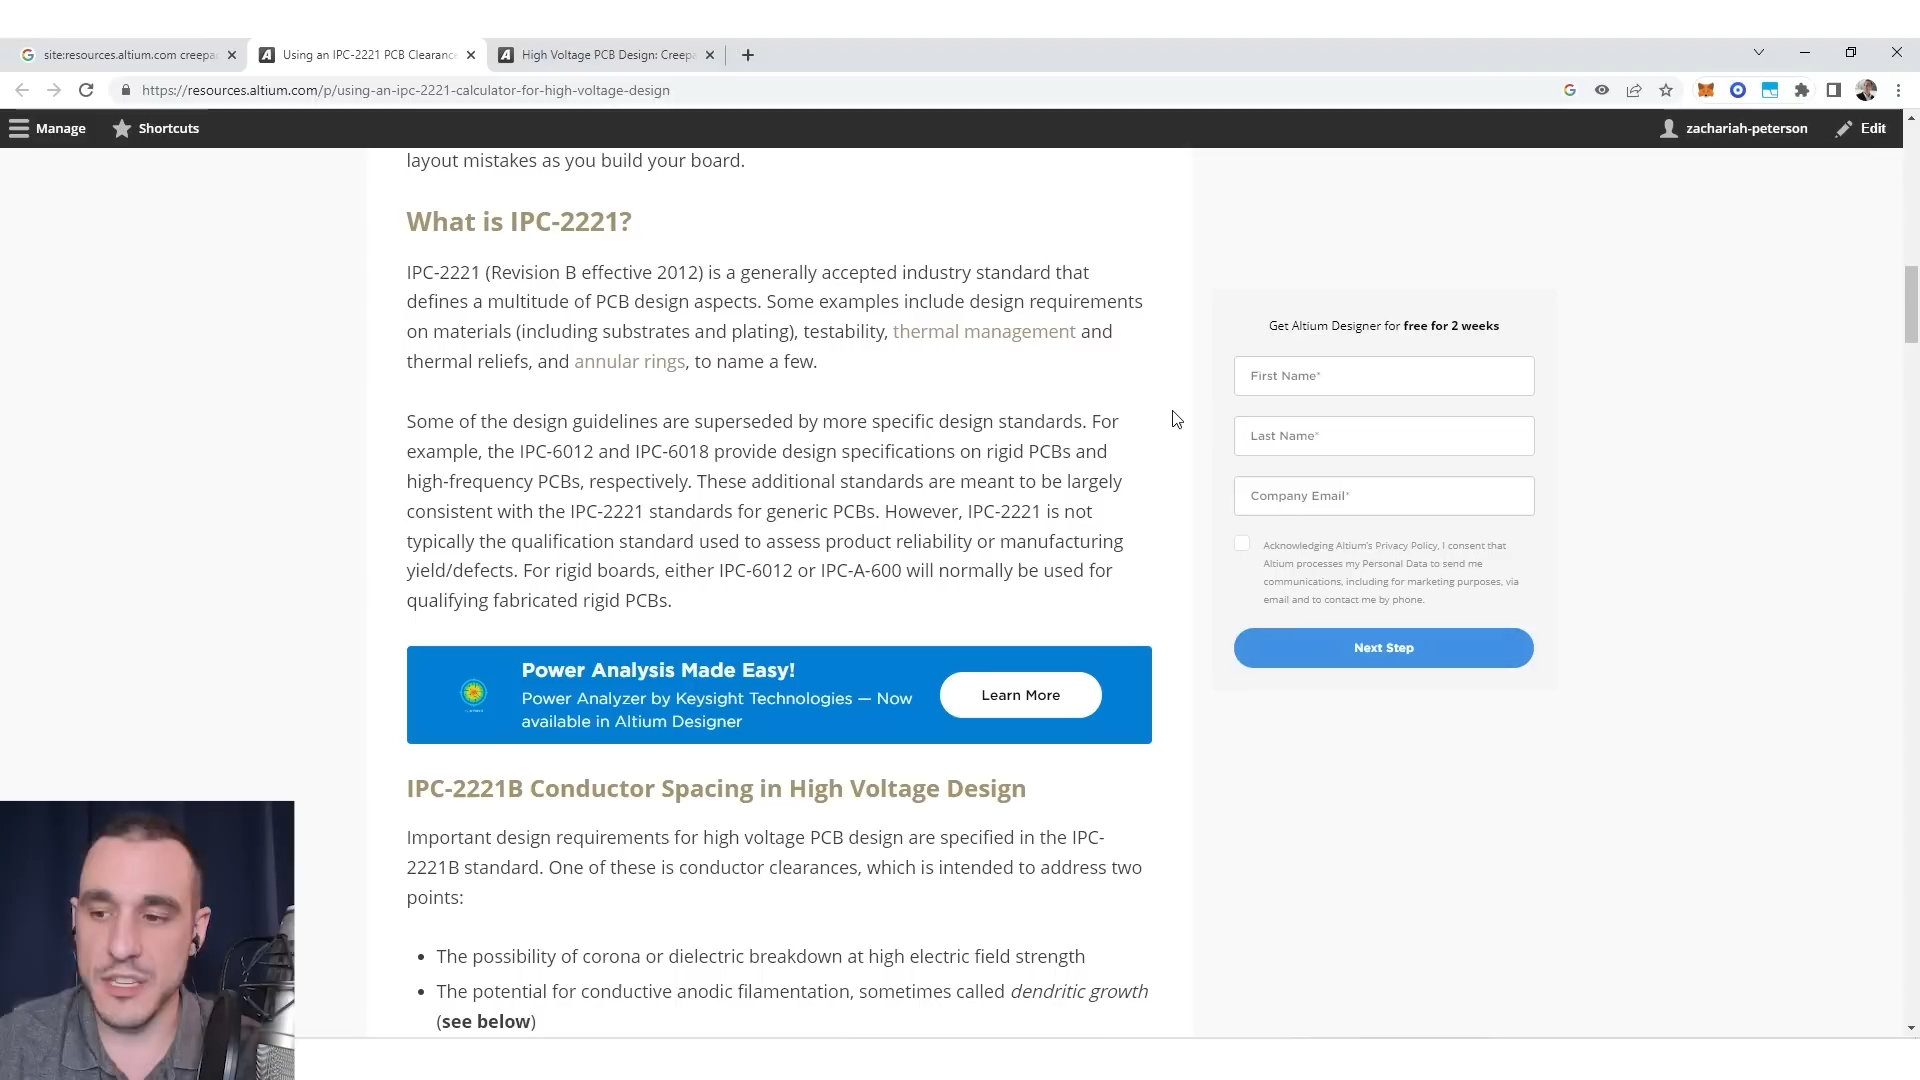 site:resources.altium.com creepa
Using an IPC-2221 PCB Clearance
High Voltage PCB Design: Creepa
https://resources.altium.com/p/using-an-ipc-2221-calculator-for-high-voltage-design
Manage
Shortcuts
zachariah-peterson
Edit
layout mistakes as you build your board.
What is IPC-2221?
IPC-2221 (Revision B effective 2012) is a generally accepted industry standard that
defines a multitude of PCB design aspects. Some examples include design requirements
on materials (including substrates and plating), testability, thermal management and
thermal reliefs, and annular rings, to name a few.
Some of the design guidelines are superseded by more specific design standards. For
example, the IPC-6012 and IPC-6018 provide design specifications on rigid PCBs and
high-frequency PCBs, respectively. These additional standards are meant to be largely
consistent with the IPC-2221 standards for generic PCBs. However, IPC-2221 is not
typically the qualification standard used to assess product reliability or manufacturing
yield/defects. For rigid boards, either IPC-6012 or IPC-A-600 will normally be used for
qualifying fabricated rigid PCBs.
Power Analysis Made Easy!
Power Analyzer by Keysight Technologies — Now
available in Altium Designer
Learn More
IPC-2221B Conductor Spacing in High Voltage Design
Important design requirements for high voltage PCB design are specified in the IPC-
2221B standard. One of these is conductor clearances, which is intended to address two
points:
• The possibility of corona or dielectric breakdown at high electric field strength
• The potential for conductive anodic filamentation, sometimes called dendritic growth
(see below)
Get Altium Designer for free for 2 weeks
First Name*
Last Name*
Company Email*
Acknowledging Altium's Privacy Policy, I consent that
Altium processes my Personal Data to send me
communications, including for marketing purposes, via
email and to contact me by phone.
Next Step